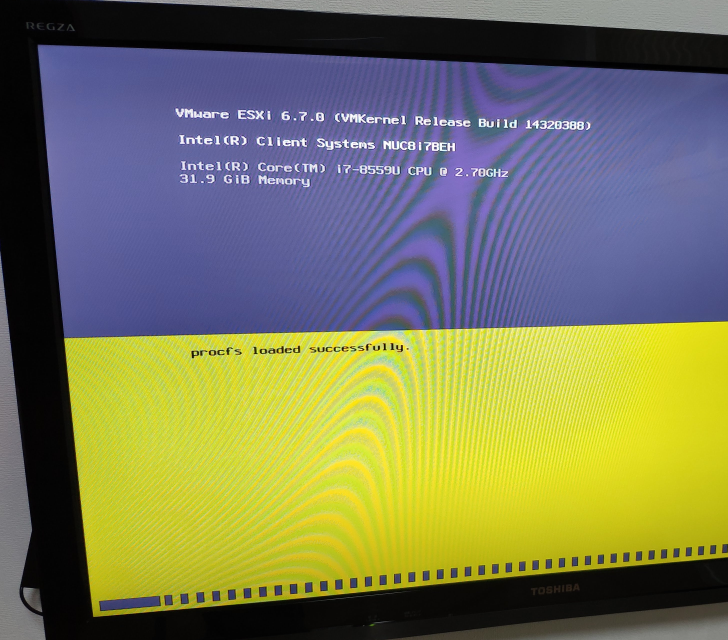 REGZA
VMware ESXi 6.7.0 (VMKernel Release Build 14320388)
Intel(R) Client Systems NUC8i7BEH
Intel(R) Core(TM) i7-8559U CPU @ 2.70GHz
31.9 GiB Memory
procfs loaded successfully.
TOSHIBA